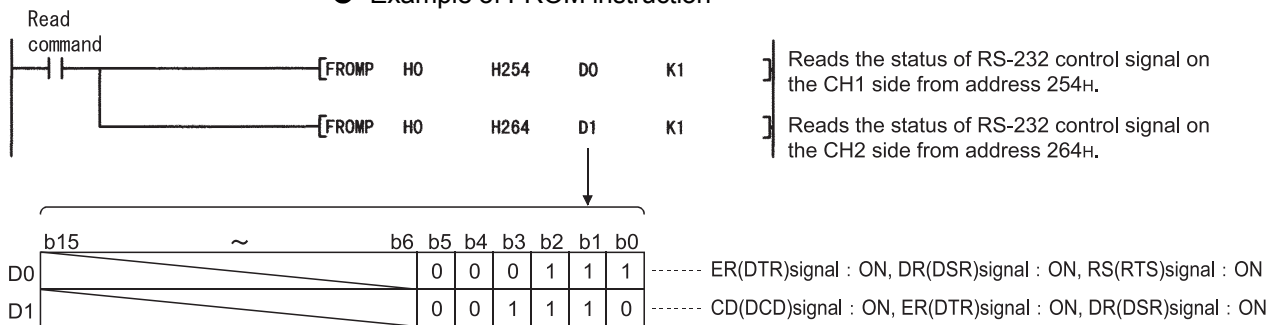 ● Example of FROM instruction
Read
command
[FROMP H0 H254 D0 K1 ]
Reads the status of RS-232 control signal on
the CH1 side from address 254H.
[FROMP H0 H264 D1 K1 ]
Reads the status of RS-232 control signal on
the CH2 side from address 264H.
b15 ~ b6 b5 b4 b3 b2 b1 b0
D0 0 0 0 1 1 1 ER(DTR)signal : ON, DR(DSR)signal : ON, RS(RTS)signal : ON
D1 0 0 1 1 1 0 CD(DCD)signal : ON, ER(DTR)signal : ON, DR(DSR)signal : ON